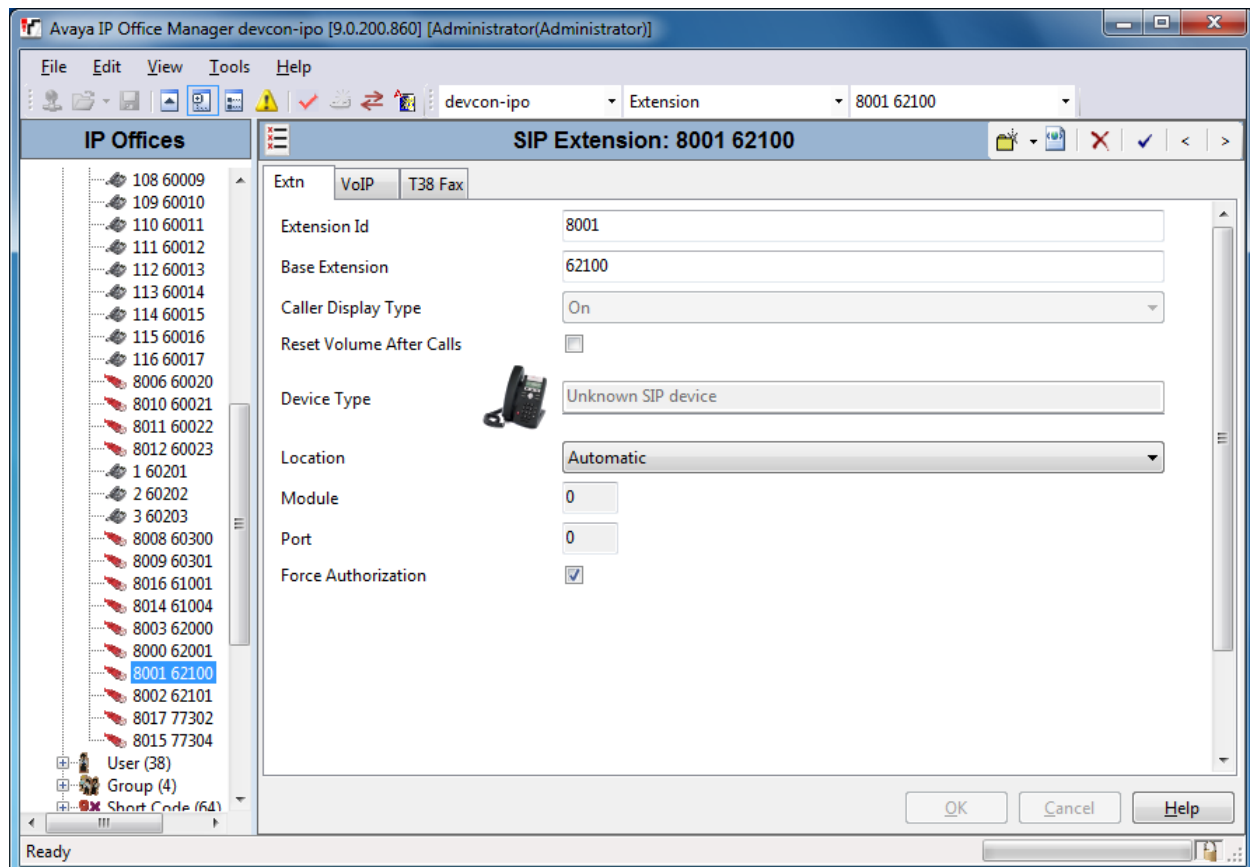 Avaya IP Office Manager devcon-ipo [9.0.200.860] [Administrator(Administrator)]
File Edit View Tools Help
devcon-ipo Extension 8001 62100
IP Offices
SIP Extension: 8001 62100
108 60009
109 60010
110 60011
111 60012
112 60013
113 60014
114 60015
115 60016
116 60017
8006 60020
8010 60021
8011 60022
8012 60023
1 60201
2 60202
3 60203
8008 60300
8009 60301
8016 61001
8014 61004
8003 62000
8000 62001
8001 62100
8002 62101
8017 77302
8015 77304
User (38)
Group (4)
Short Code (64)
Extn VoIP T38 Fax
Extension Id 8001
Base Extension 62100
Caller Display Type On
Reset Volume After Calls
Device Type Unknown SIP device
Location Automatic
Module 0
Port 0
Force Authorization
OK Cancel Help
Ready